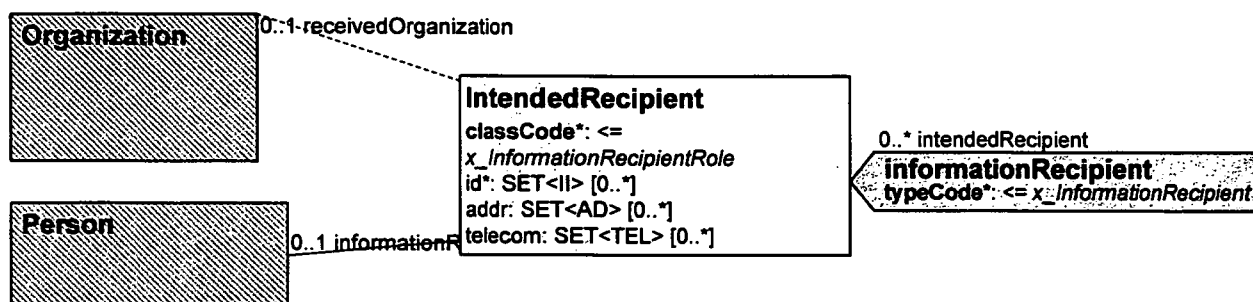 Organization
0..1 receivedOrganization
IntendedRecipient
classCode*: <=
x_InformationRecipientRole
id*: SET<II> [0..*]
addr: SET<AD> [0..*]
telecom: SET<TEL> [0..*]
0..* intendedRecipient
informationRecipient
typeCode*: <= x_InformationRecipient
Person
0..1 informationR